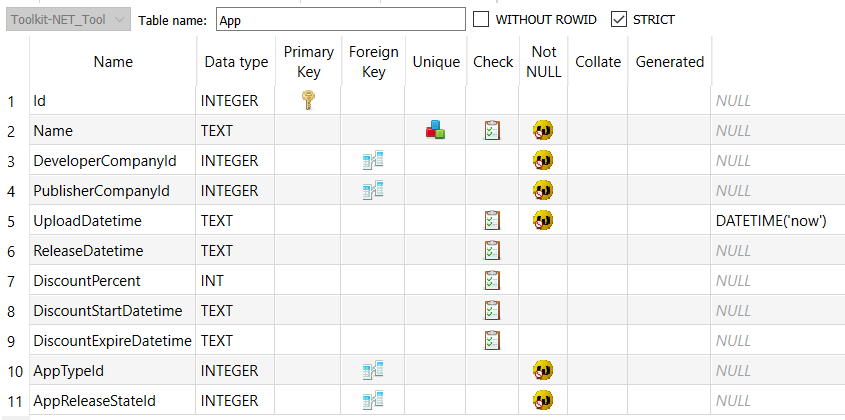 Toolkit-NET_Tool Table name: App WITHOUT ROWID STRICT
Name Data type Primary Key Foreign Key Unique Check Not NULL Collate Generated
1 Id INTEGER NULL
2 Name TEXT NULL
3 DeveloperCompanyId INTEGER NULL
4 PublisherCompanyId INTEGER NULL
5 UploadDatetime TEXT DATETIME('now')
6 ReleaseDatetime TEXT NULL
7 DiscountPercent INT NULL
8 DiscountStartDatetime TEXT NULL
9 DiscountExpireDatetime TEXT NULL
10 AppTypeId INTEGER NULL
11 AppReleaseStateId INTEGER NULL